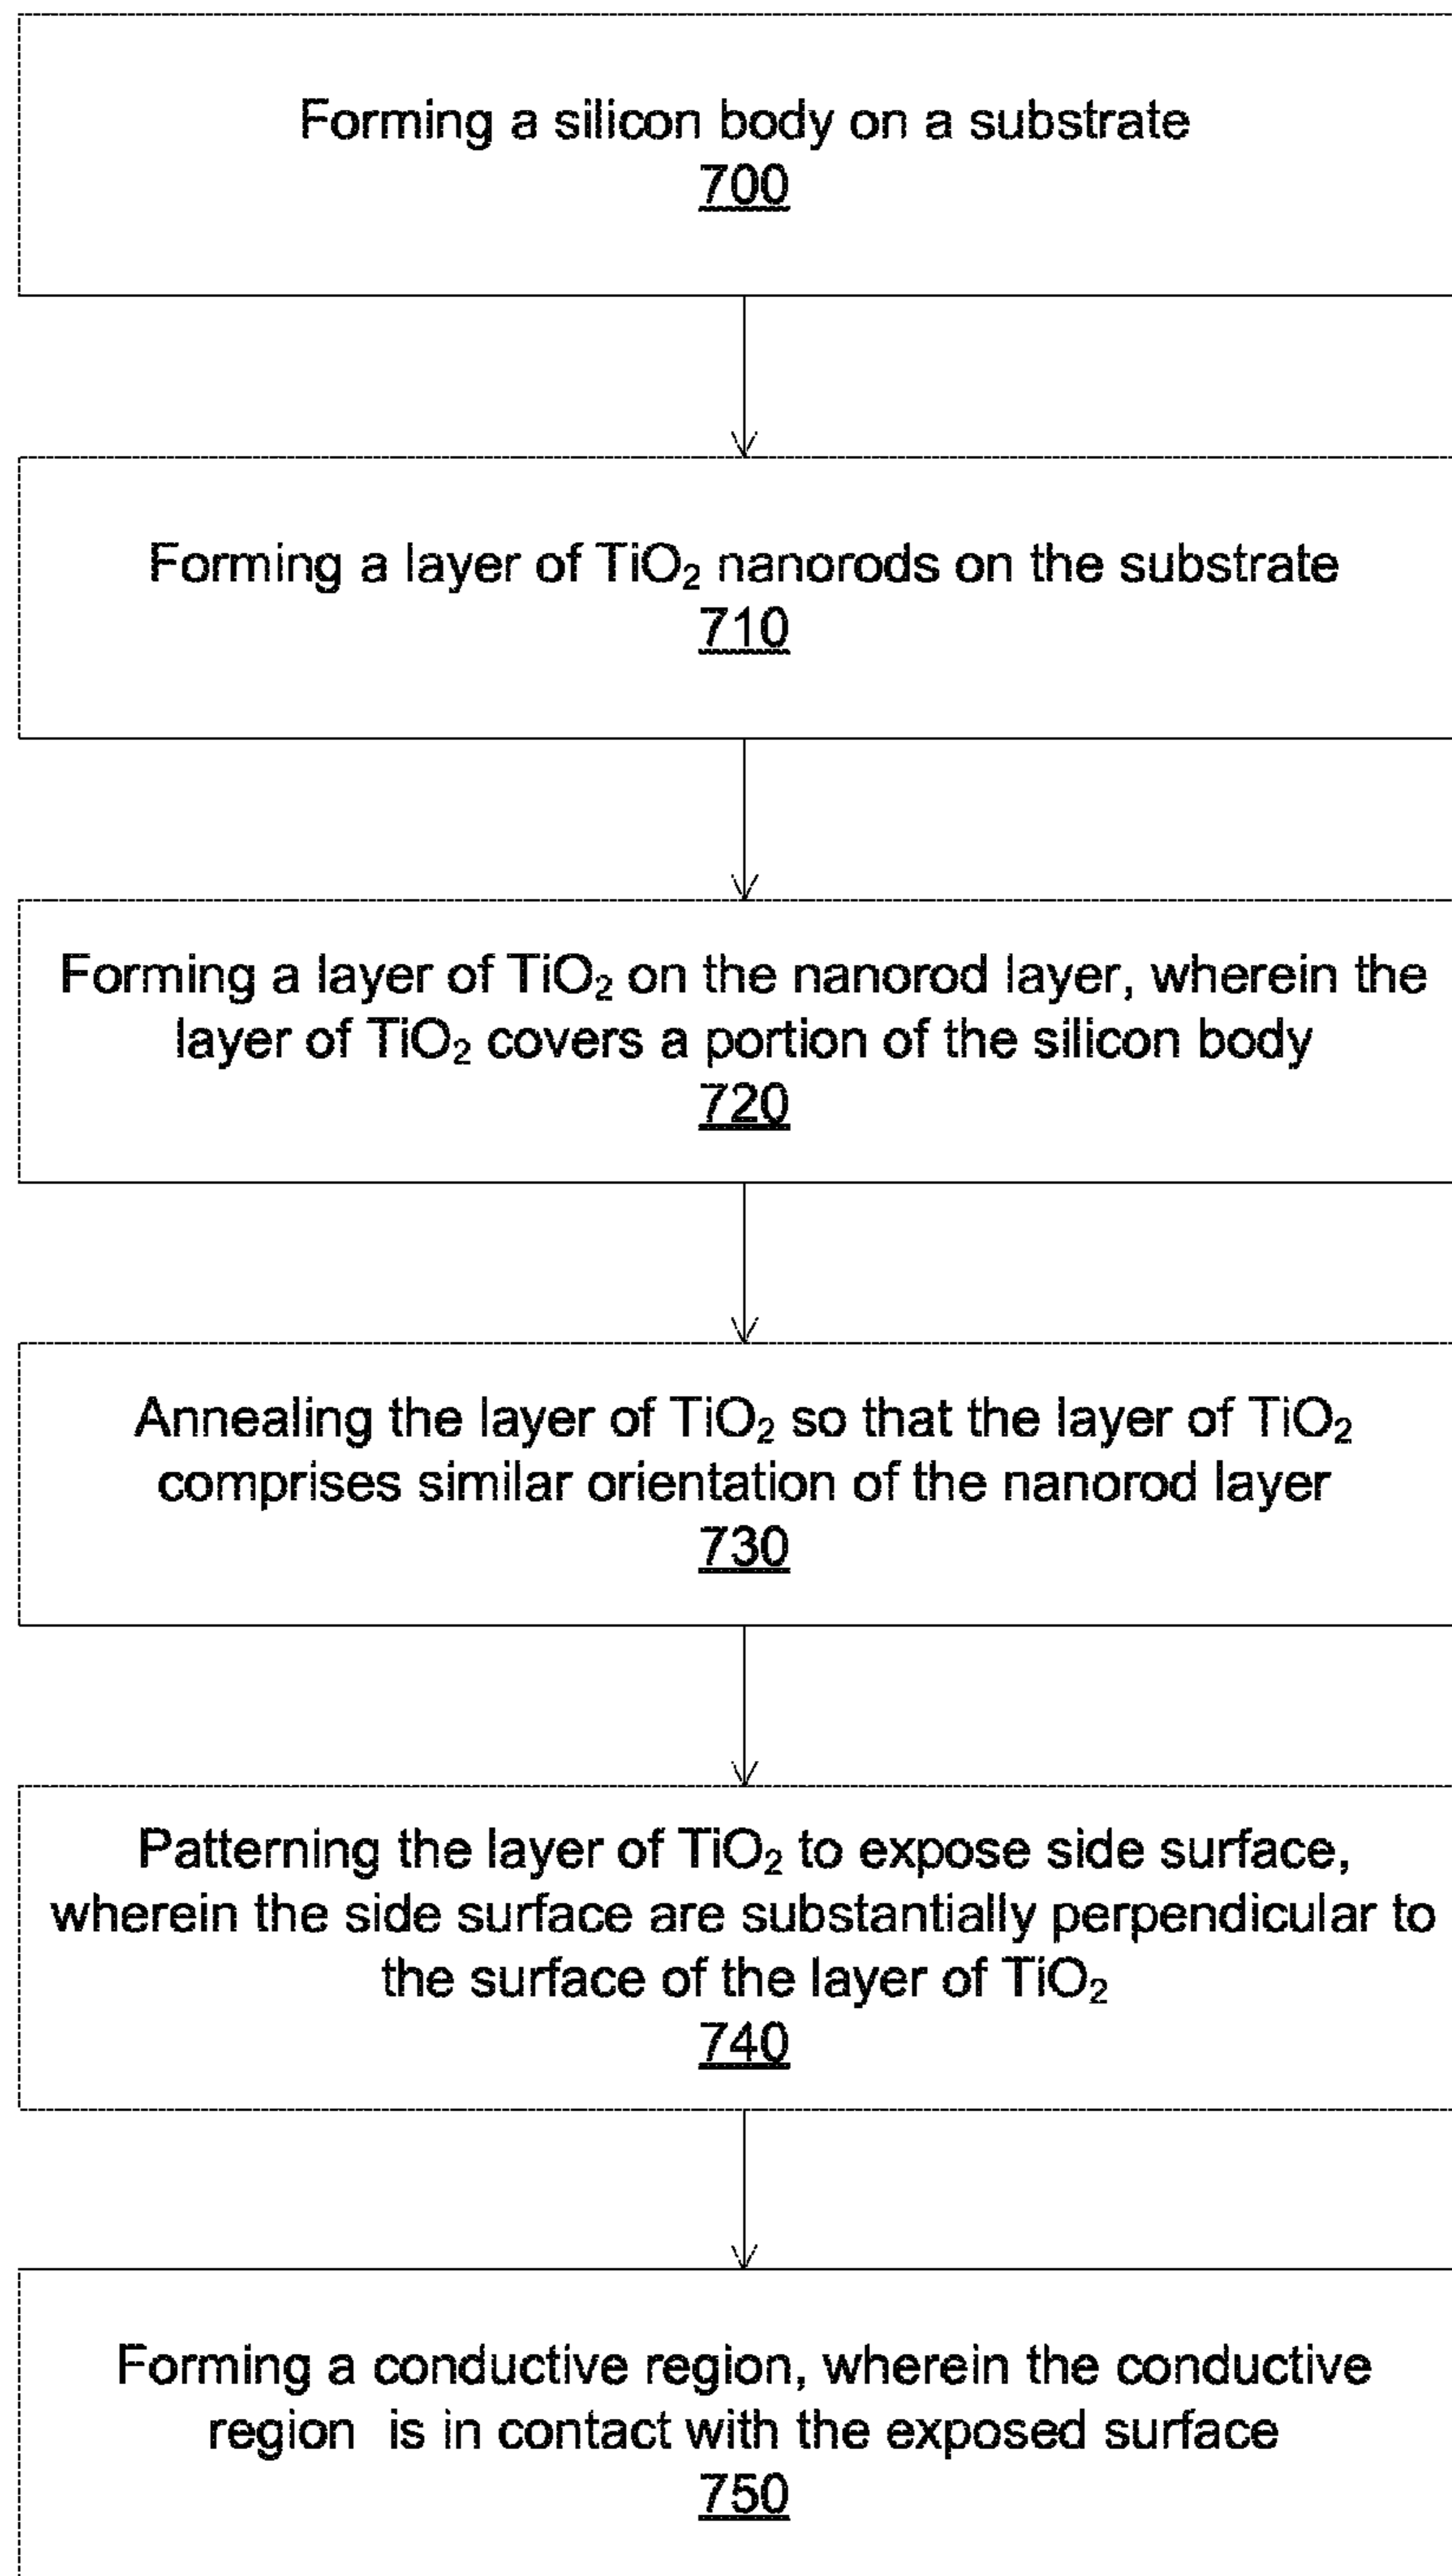 Forming a silicon body on a substrate
700
Forming a layer of TiO₂ nanorods on the substrate
710
Forming a layer of TiO₂ on the nanorod layer, wherein the
layer of TiO₂ covers a portion of the silicon body
720
Annealing the layer of TiO₂ so that the layer of TiO₂
comprises similar orientation of the nanorod layer
730
Patterning the layer of TiO₂ to expose side surface,
wherein the side surface are substantially perpendicular to
the surface of the layer of TiO₂
740
Forming a conductive region, wherein the conductive
region is in contact with the exposed surface
750